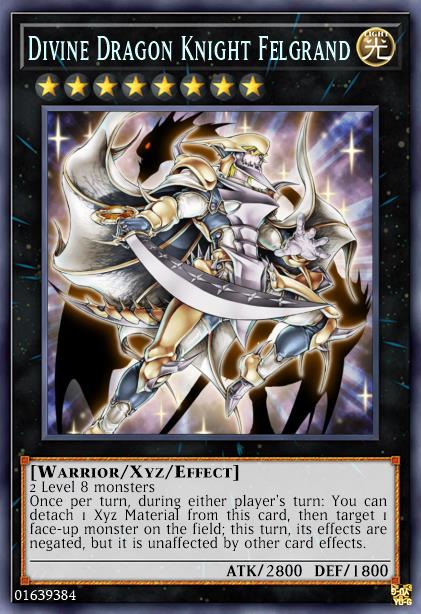 Divine Dragon Knight Felgrand
LIGHT
光
[Warrior/Xyz/Effect]
2 Level 8 monsters
Once per turn, during either player's turn: You can
detach 1 Xyz Material from this card, then target 1
face-up monster on the field; this turn, its effects are
negated, but it is unaffected by other card effects.
ATK/2800 DEF/1800
01639384